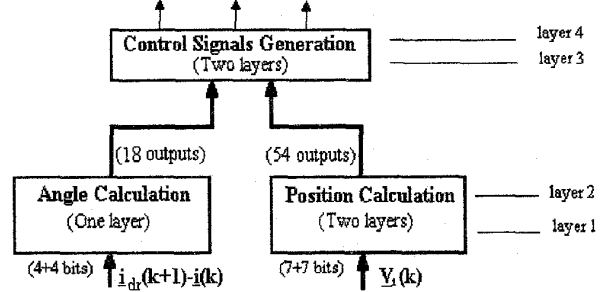 Control Signals Generation
(Two layers)
layer 4
layer 3
(18 outputs)
(54 outputs)
Angle Calculation
(One layer)
Position Calculation
(Two layers)
layer 2
layer 1
(4+4 bits)
i_dr(k+1)-i(k)
(7+7 bits)
(k)